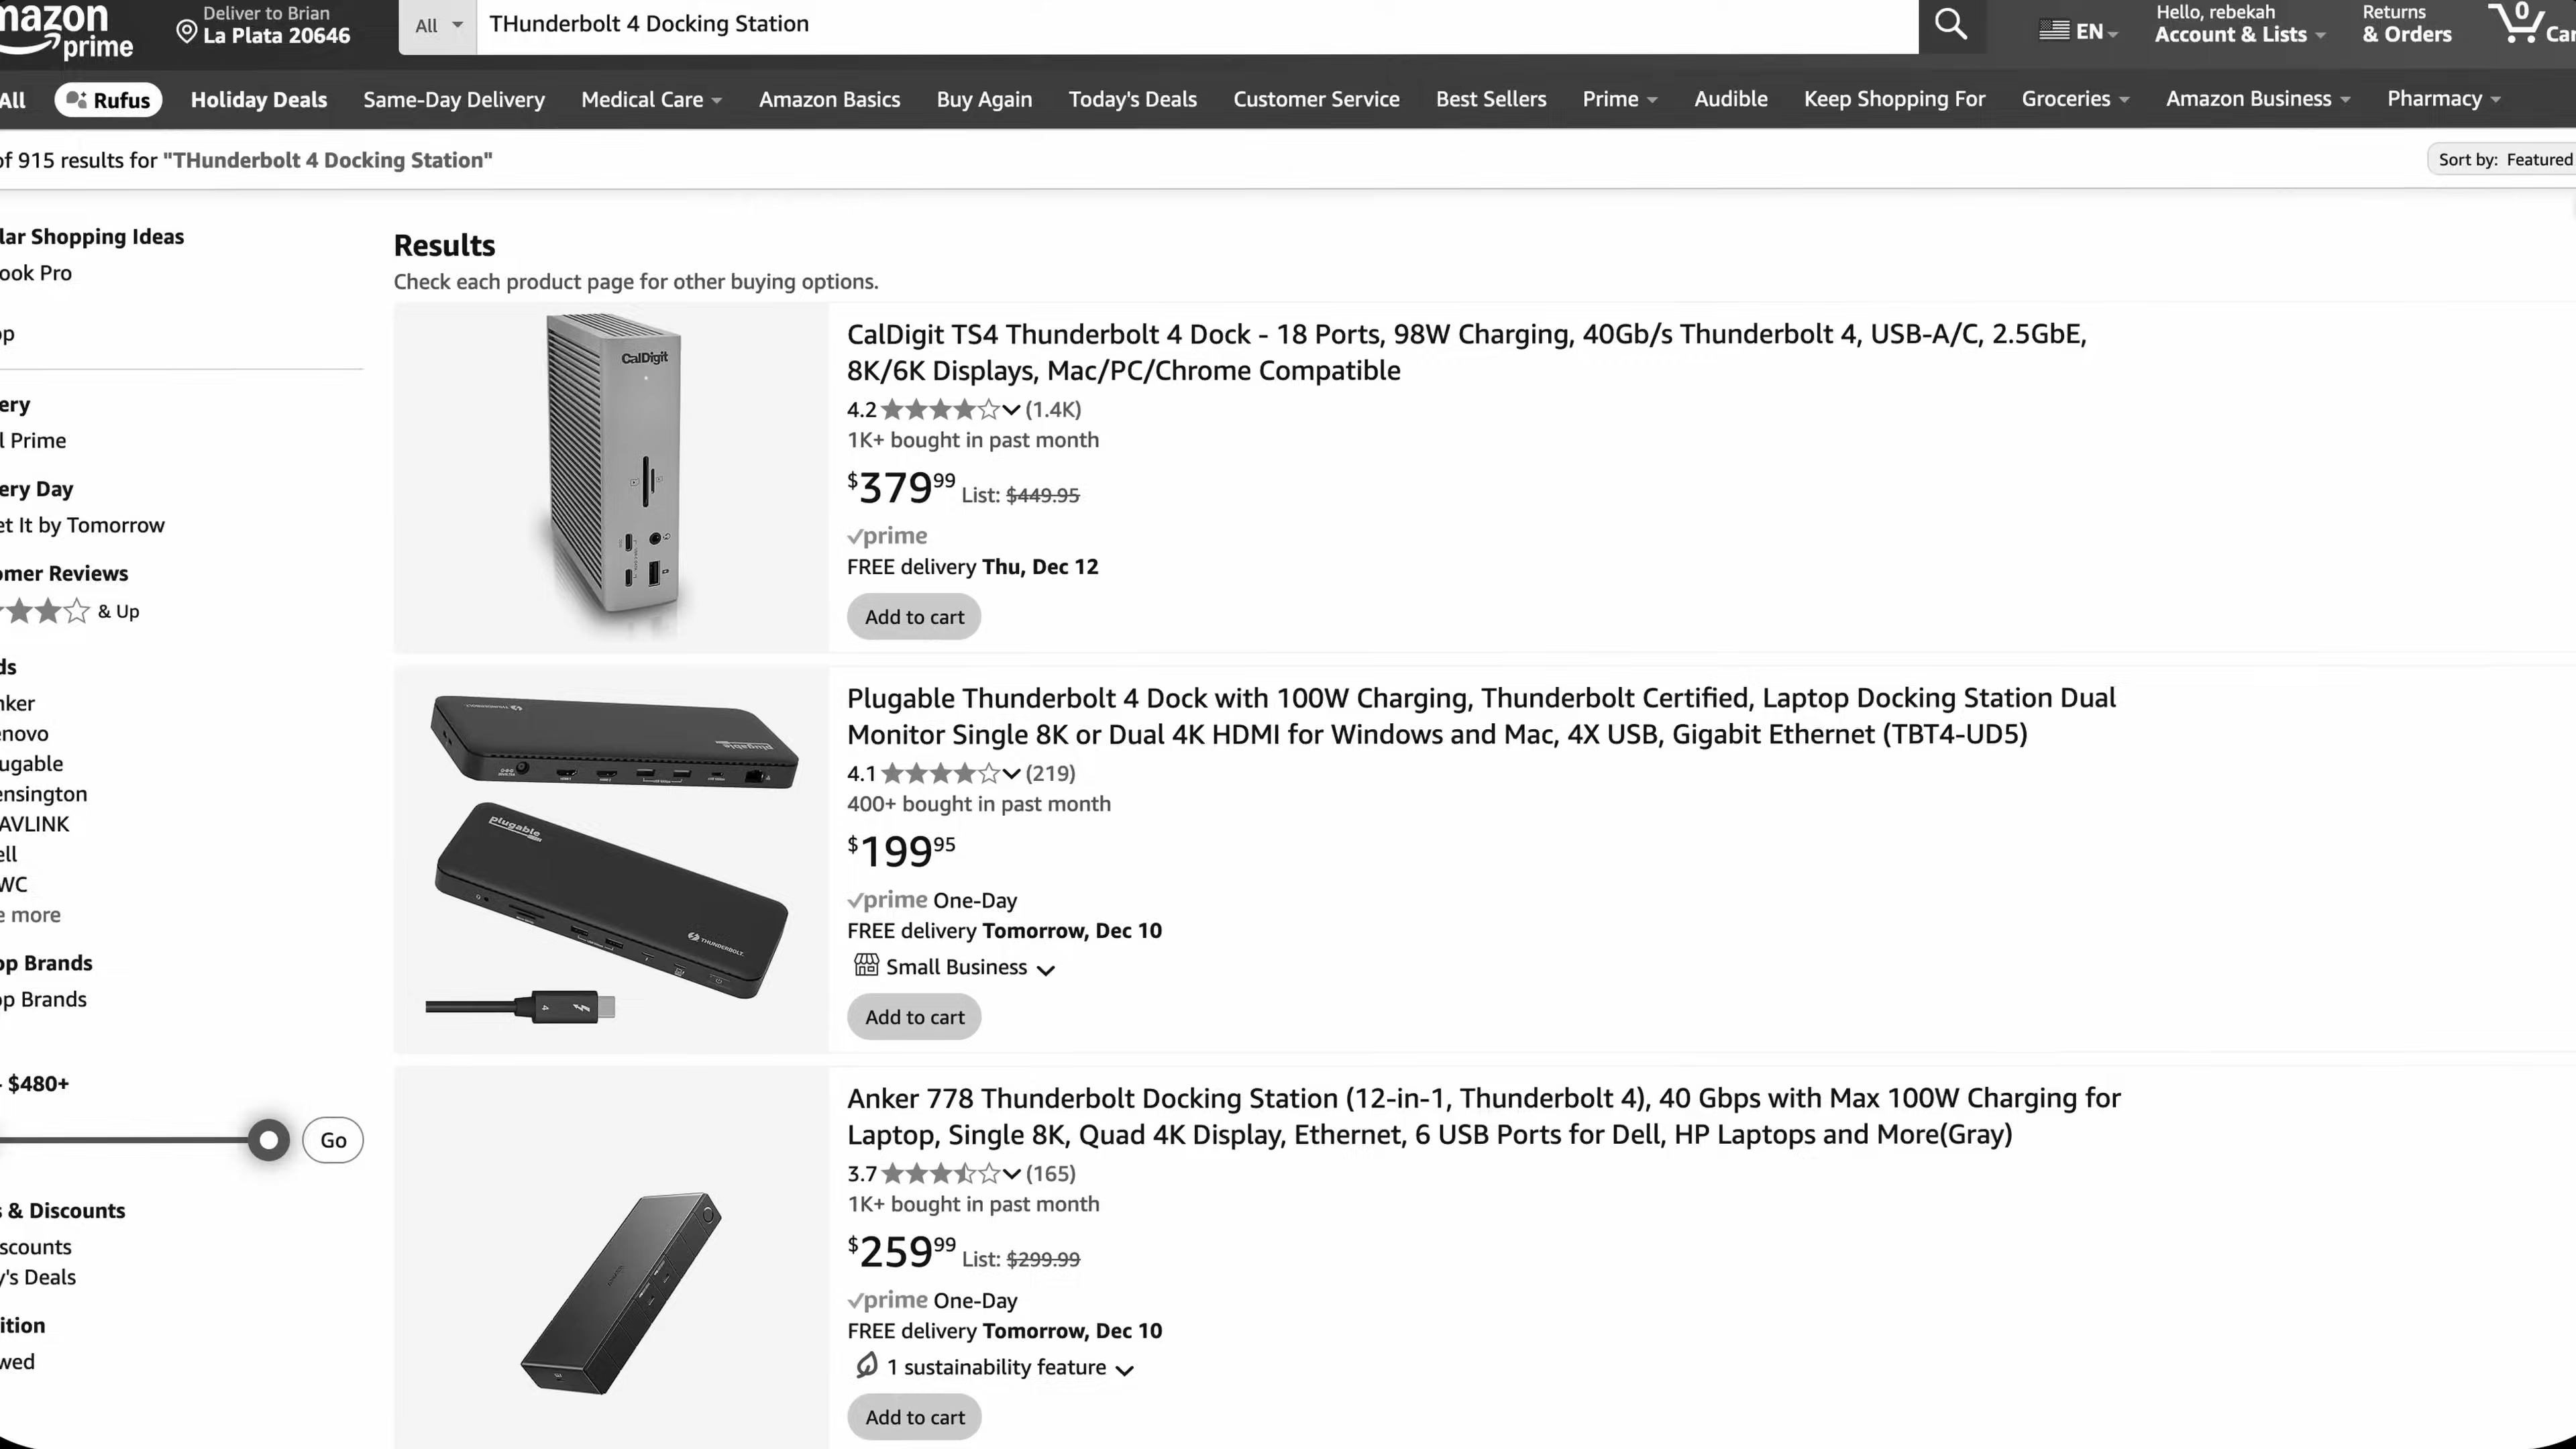 mazon
prime
Deliver to Brian
La Plata 20646
All
THunderbolt 4 Docking Station
EN
Hello, rebekah
Account & Lists
Returns
& Orders
0
All
Rufus
Holiday Deals
Same-Day Delivery
Medical Care
Amazon Basics
Buy Again
Today's Deals
Customer Service
Best Sellers
Prime
Audible
Keep Shopping For
Groceries
Amazon Business
Pharmacy
of 915 results for "THunderbolt 4 Docking Station"
Sort by: Featured
lar Shopping Ideas
ook Pro
op
ery
l Prime
ery Day
et It by Tomorrow
omer Reviews
& Up
ds
nker
enovo
ugable
ensington
AVLINK
ell
WC
e more
op Brands
op Brands
- $480+
Go
s & Discounts
iscounts
y's Deals
ition
wed
Results
Check each product page for other buying options.
CalDigit
CalDigit TS4 Thunderbolt 4 Dock - 18 Ports, 98W Charging, 40Gb/s Thunderbolt 4, USB-A/C, 2.5GbE,
8K/6K Displays, Mac/PC/Chrome Compatible
4.2 (1.4K)
1K+ bought in past month
$379.99 List: $449.95
prime
FREE delivery Thu, Dec 12
Add to cart
plugable
THUNDERBOLT
Plugable Thunderbolt 4 Dock with 100W Charging, Thunderbolt Certified, Laptop Docking Station Dual
Monitor Single 8K or Dual 4K HDMI for Windows and Mac, 4X USB, Gigabit Ethernet (TBT4-UD5)
4.1 (219)
400+ bought in past month
$199.95
prime One-Day
FREE delivery Tomorrow, Dec 10
Small Business
Add to cart
Anker 778 Thunderbolt Docking Station (12-in-1, Thunderbolt 4), 40 Gbps with Max 100W Charging for
Laptop, Single 8K, Quad 4K Display, Ethernet, 6 USB Ports for Dell, HP Laptops and More(Gray)
3.7 (165)
1K+ bought in past month
$259.99 List: $299.99
prime One-Day
FREE delivery Tomorrow, Dec 10
1 sustainability feature
Add to cart